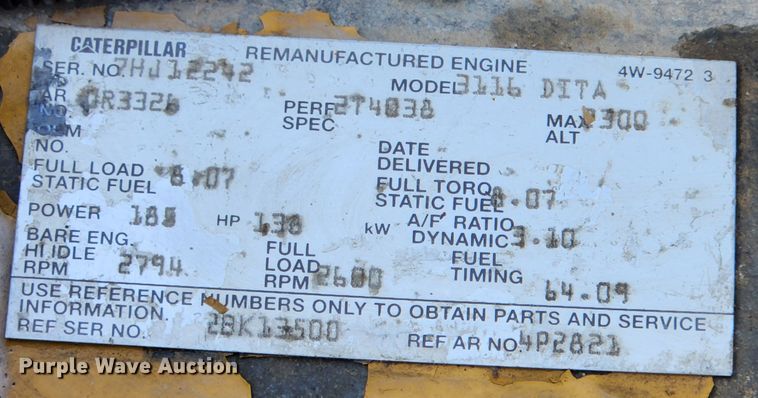 CATERPILLAR REMANUFACTURED ENGINE 4W-9472 3
SER. NO. 7HJ12242 MODEL 3116 DITA
AR 0R3326 PERF 2T4038 MAX 2300
NO. SPEC ALT
OEM
NO. DATE
DELIVERED
FULL LOAD
STATIC FUEL 8.07 FULL TORQ
STATIC FUEL 8.07
POWER 185 HP 138 kW A/F RATIO
DYNAMIC 3.10
BARE ENG.
HI IDLE
RPM 2794 FULL
LOAD
RPM 2600 FUEL
TIMING 64.09
USE REFERENCE NUMBERS ONLY TO OBTAIN PARTS AND SERVICE
INFORMATION.
REF SER NO. 2BK13500 REF AR NO. 4P2821
Purple Wave Auction